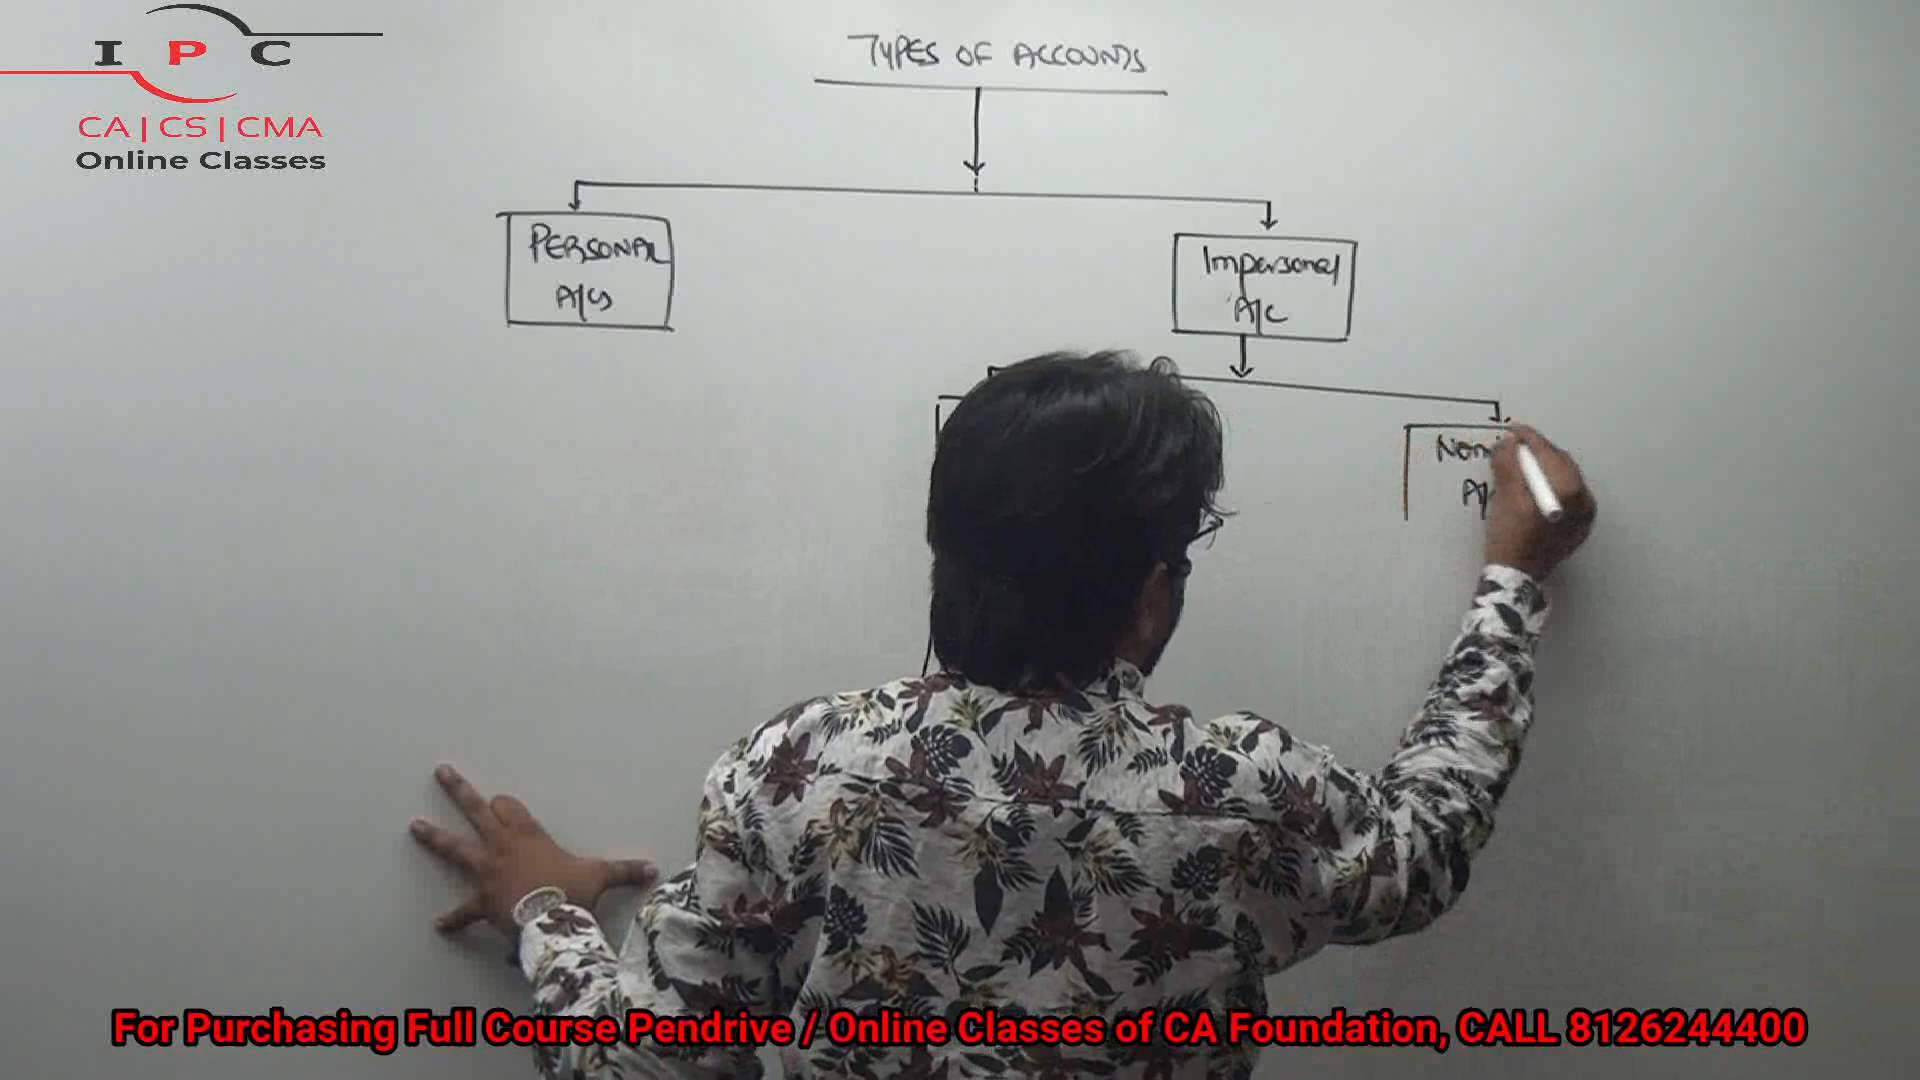 I P C
CA | CS | CMA
Online Classes
TYPES OF ACCOUNTS
PERSONAL
A/cs
Impersonal
A/C
For Purchasing Full Course Pendrive / Online Classes of CA Foundation, CALL 8126244400